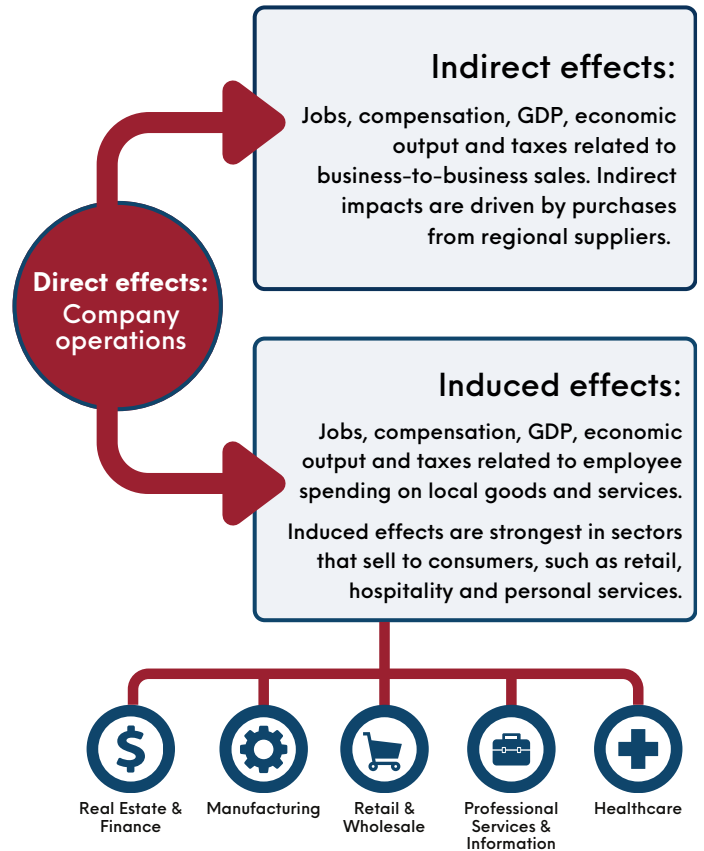 Indirect effects:
Jobs, compensation, GDP, economic
output and taxes related to
business-to-business sales. Indirect
impacts are driven by purchases
from regional suppliers.
Direct effects:
Company
operations
Induced effects:
Jobs, compensation, GDP, economic
output and taxes related to employee
spending on local goods and services.
Induced effects are strongest in sectors
that sell to consumers, such as retail,
hospitality and personal services.
$
Real Estate &
Finance
Manufacturing
Retail &
Wholesale
Professional
Services &
Information
Healthcare